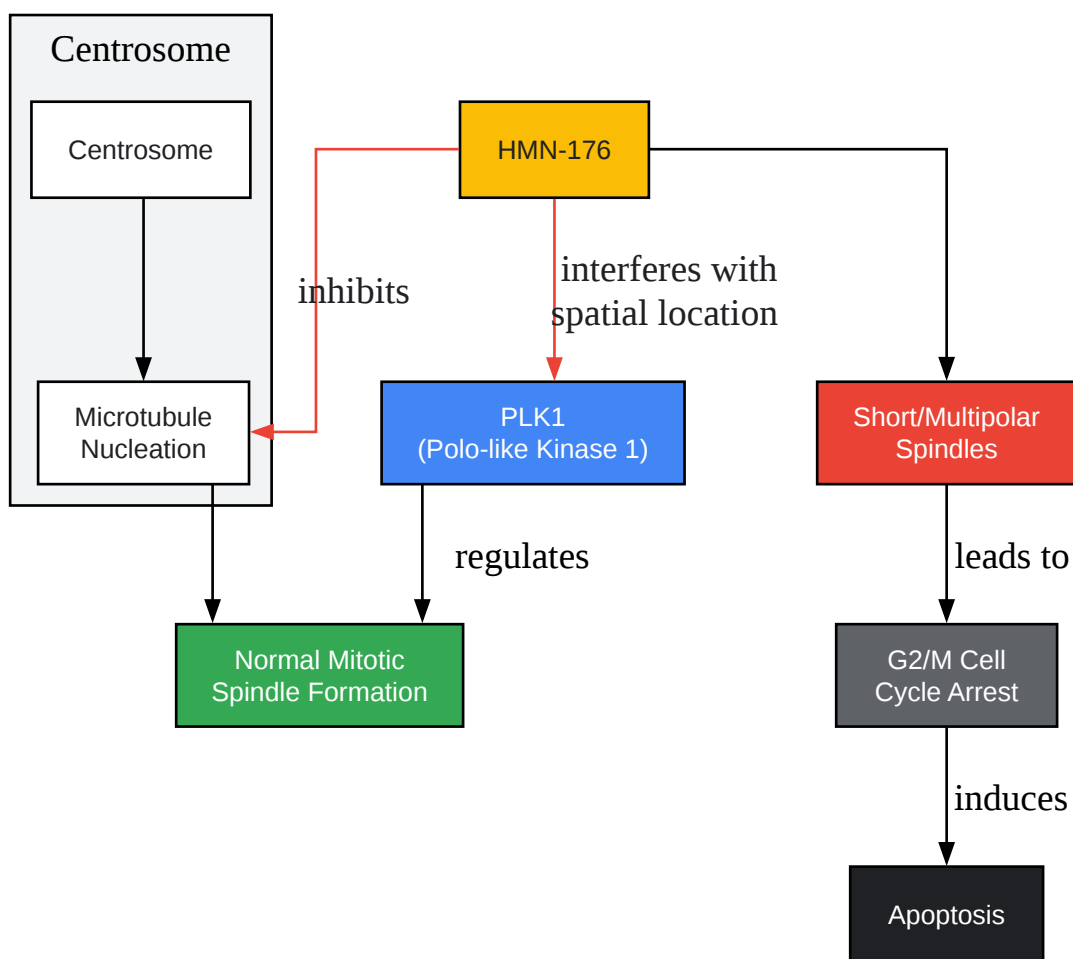 Centrosome
Centrosome
HMN-176
inhibits
interferes with
spatial location
Microtubule
Nucleation
PLK1
(Polo-like Kinase 1)
Short/Multipolar
Spindles
regulates
leads to
Normal Mitotic
Spindle Formation
G2/M Cell
Cycle Arrest
induces
Apoptosis